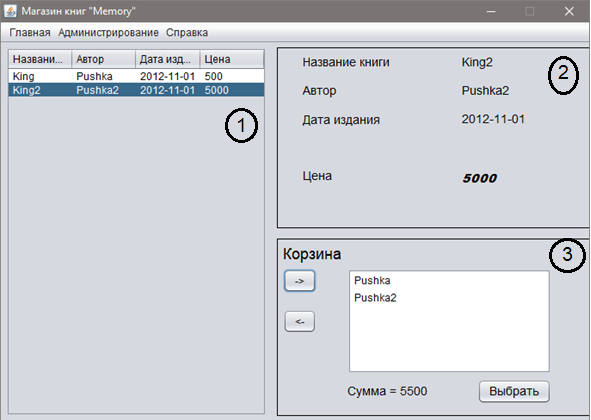 Магазин книг "Memory"
Главная Администрирование Справка
Названи... Автор Дата изд... Цена
King Pushka 2012-11-01 500
King2 Pushka2 2012-11-01 5000
1
Название книги King2
2
Автор Pushka2
Дата издания 2012-11-01
Цена 5000
Корзина
3
->
<-
Pushka
Pushka2
Сумма = 5500 Выбрать